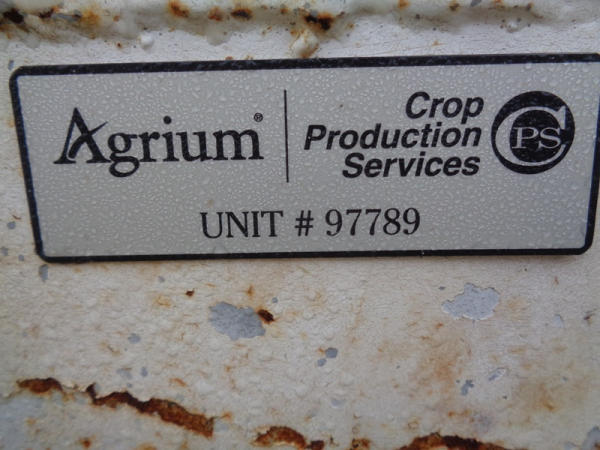 Agrium®
Crop
Production
Services
CPS
UNIT # 97789